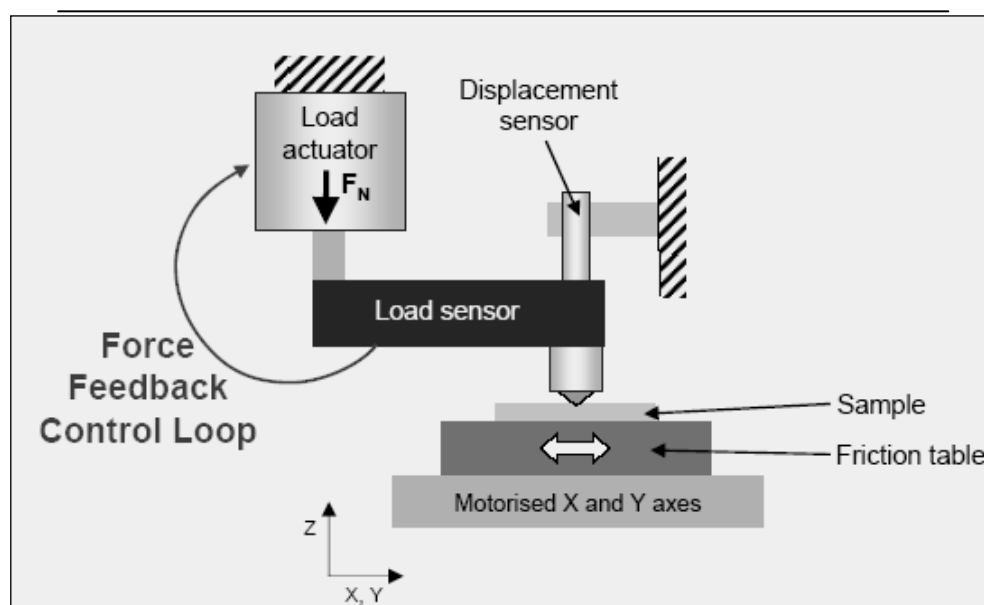 Load
actuator
F_N
Displacement
sensor
Load sensor
Force
Feedback
Control Loop
Sample
Friction table
Motorised X and Y axes
Z
X, Y